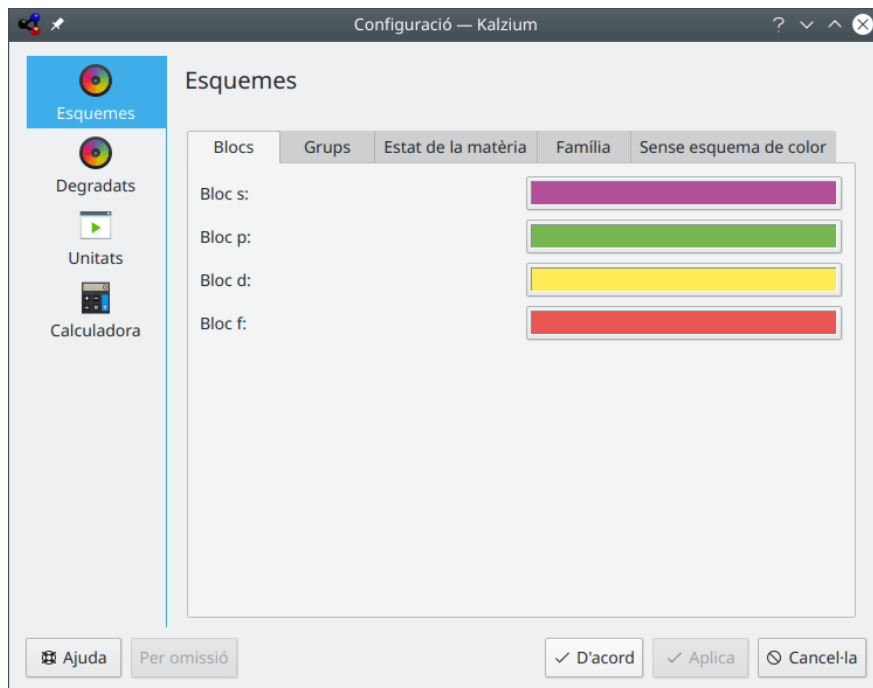 Configuració — Kalzium
Esquemes
Degradats
Unitats
Calculadora
Esquemes
Blocs Grups Estat de la matèria Família Sense esquema de color
Bloc s:
Bloc p:
Bloc d:
Bloc f:
Ajuda Per omissió D'acord Aplica Cancel·la